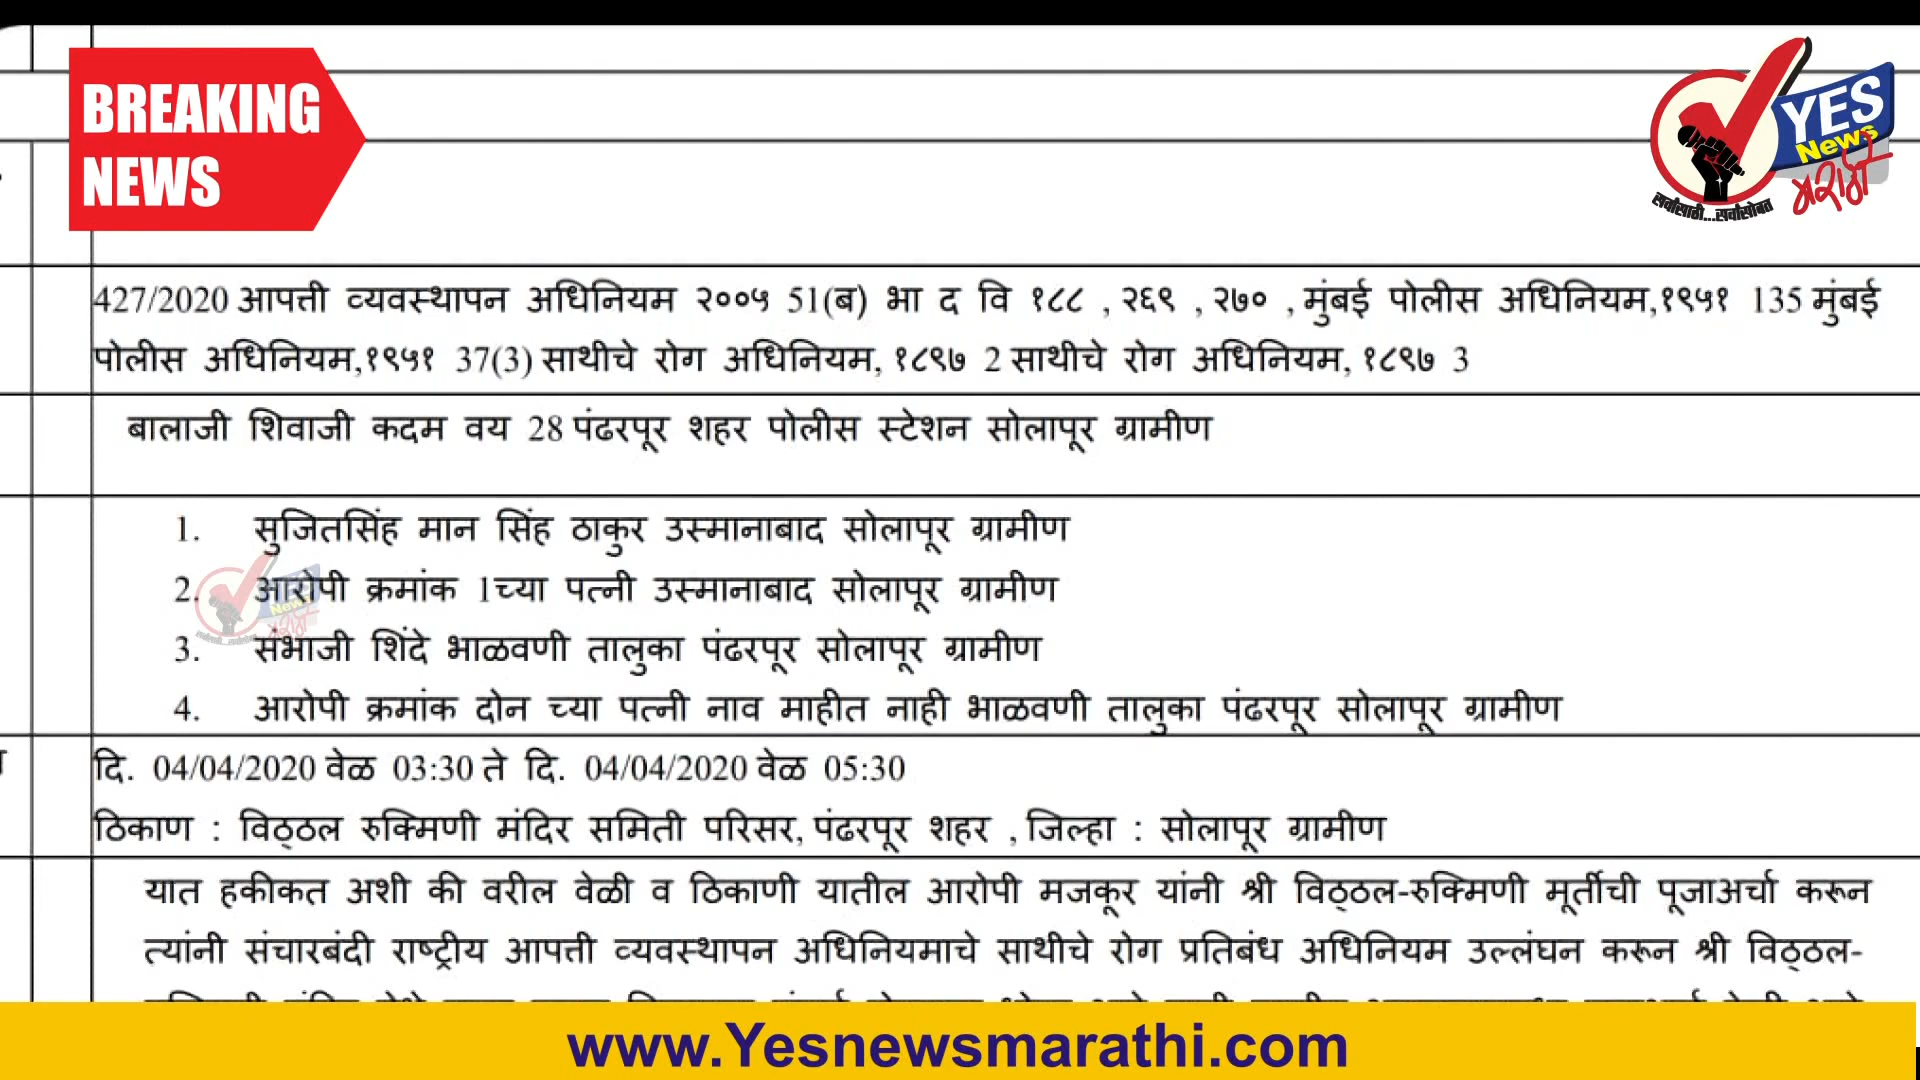 BREAKING
NEWS
YES
News
मराठी
सर्वांसाठी...सर्वांसोबत
427/2020 आपत्ती व्यवस्थापन अधिनियम २००५ 51(ब) भा द वि १८८ , २६९ , २७० , मुंबई पोलीस अधिनियम,१९५१ 135 मुंबई
पोलीस अधिनियम,१९५१ 37(3) साथीचे रोग अधिनियम, १८९७ 2 साथीचे रोग अधिनियम, १८९७ 3
बालाजी शिवाजी कदम वय 28 पंढरपूर शहर पोलीस स्टेशन सोलापूर ग्रामीण
1. सुजितसिंह मान सिंह ठाकुर उस्मानाबाद सोलापूर ग्रामीण
2. आरोपी क्रमांक 1च्या पत्नी उस्मानाबाद सोलापूर ग्रामीण
3. संभाजी शिंदे भाळवणी तालुका पंढरपूर सोलापूर ग्रामीण
4. आरोपी क्रमांक दोन च्या पत्नी नाव माहीत नाही भाळवणी तालुका पंढरपूर सोलापूर ग्रामीण
दि. 04/04/2020 वेळ 03:30 ते दि. 04/04/2020 वेळ 05:30
ठिकाण : विठ्ठल रुक्मिणी मंदिर समिती परिसर, पंढरपूर शहर , जिल्हा : सोलापूर ग्रामीण
यात हकीकत अशी की वरील वेळी व ठिकाणी यातील आरोपी मजकूर यांनी श्री विठ्ठल-रुक्मिणी मूर्तीची पूजाअर्चा करून
त्यांनी संचारबंदी राष्ट्रीय आपत्ती व्यवस्थापन अधिनियमाचे साथीचे रोग प्रतिबंध अधिनियम उल्लंघन करून श्री विठ्ठल-
www.Yesnewsmarathi.com